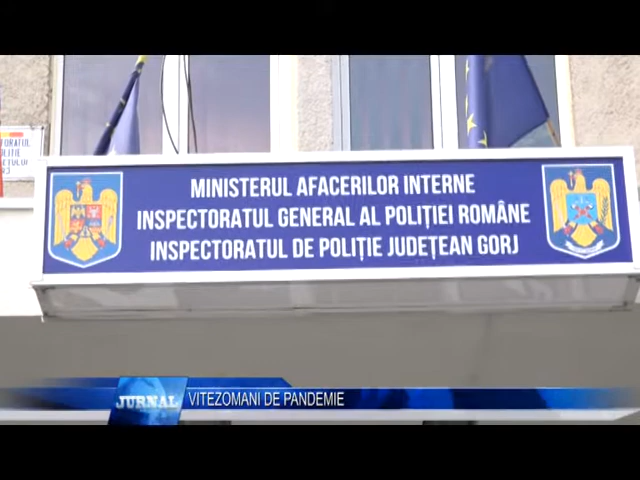 MINISTERUL AFACERILOR INTERNE
INSPECTORATUL GENERAL AL POLIȚIEI ROMÂNE
INSPECTORATUL DE POLIȚIE JUDEȚEAN GORJ
JURNAL
VITEZOMANI DE PANDEMIE